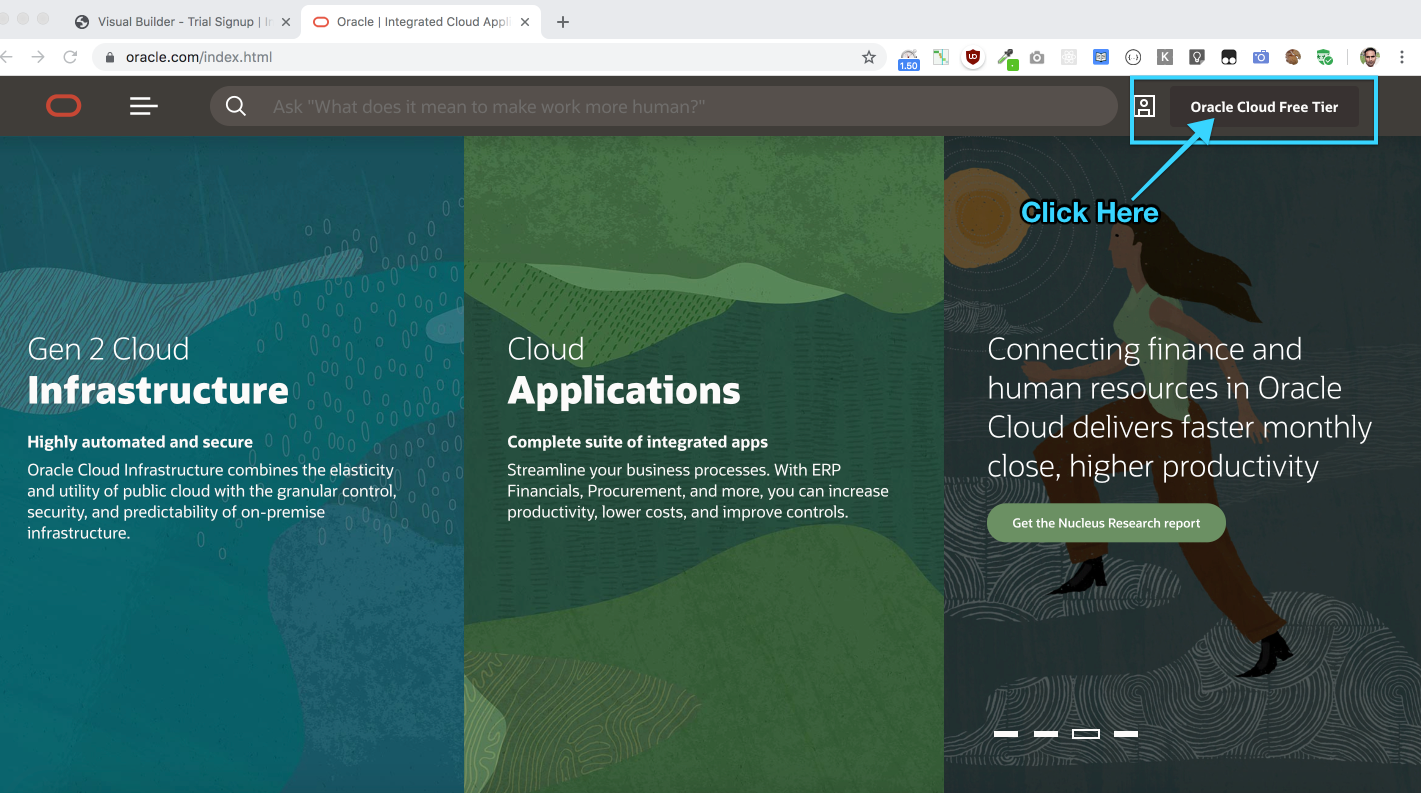 Visual Builder - Trial Signup | I
Oracle | Integrated Cloud Appli
oracle.com/index.html
1.50
UD
K
Ask "What does it mean to make work more human?"
Oracle Cloud Free Tier
Click Here
Gen 2 Cloud
Infrastructure
Highly automated and secure
Oracle Cloud Infrastructure combines the elasticity
and utility of public cloud with the granular control,
security, and predictability of on-premise
infrastructure.
Cloud
Applications
Complete suite of integrated apps
Streamline your business processes. With ERP
Financials, Procurement, and more, you can increase
productivity, lower costs, and improve controls.
Connecting finance and
human resources in Oracle
Cloud delivers faster monthly
close, higher productivity
Get the Nucleus Research report